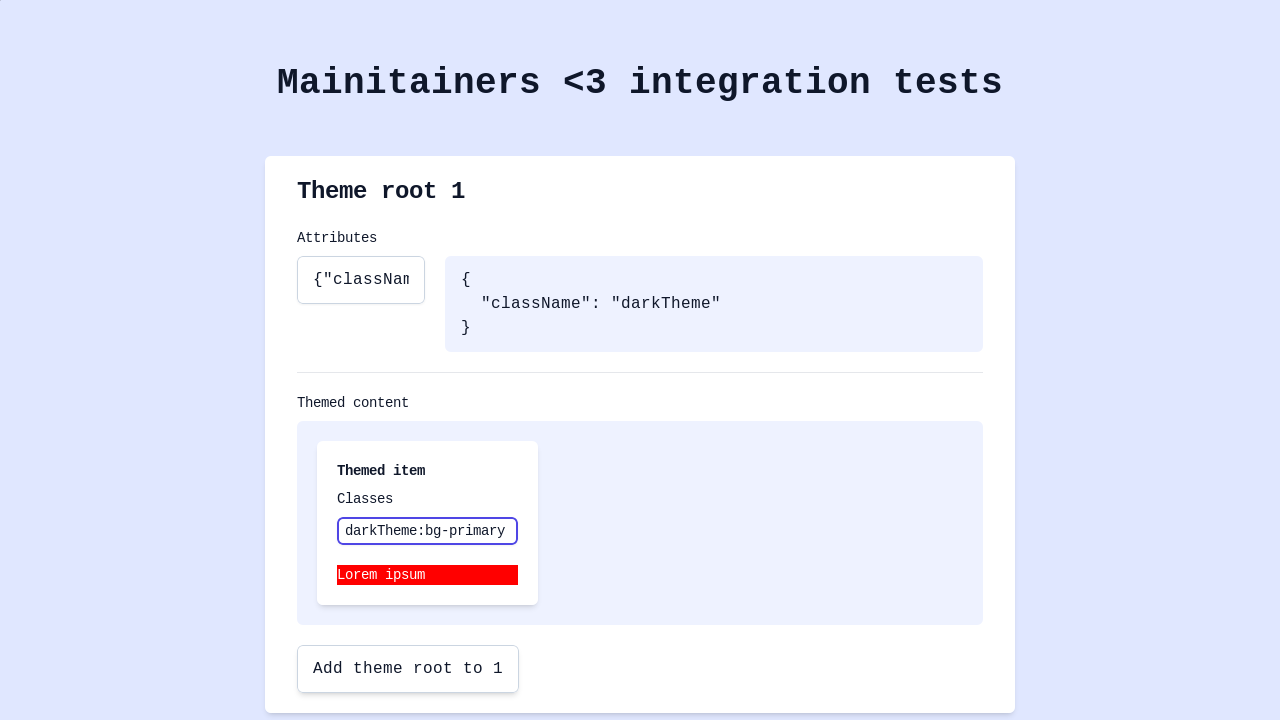 Mainitainers <3 integration tests
Theme root 1
Attributes
{"classNam
{
  "className": "darkTheme"
}
Themed content
Themed item
Classes
darkTheme:bg-primary
Lorem ipsum
Add theme root to 1